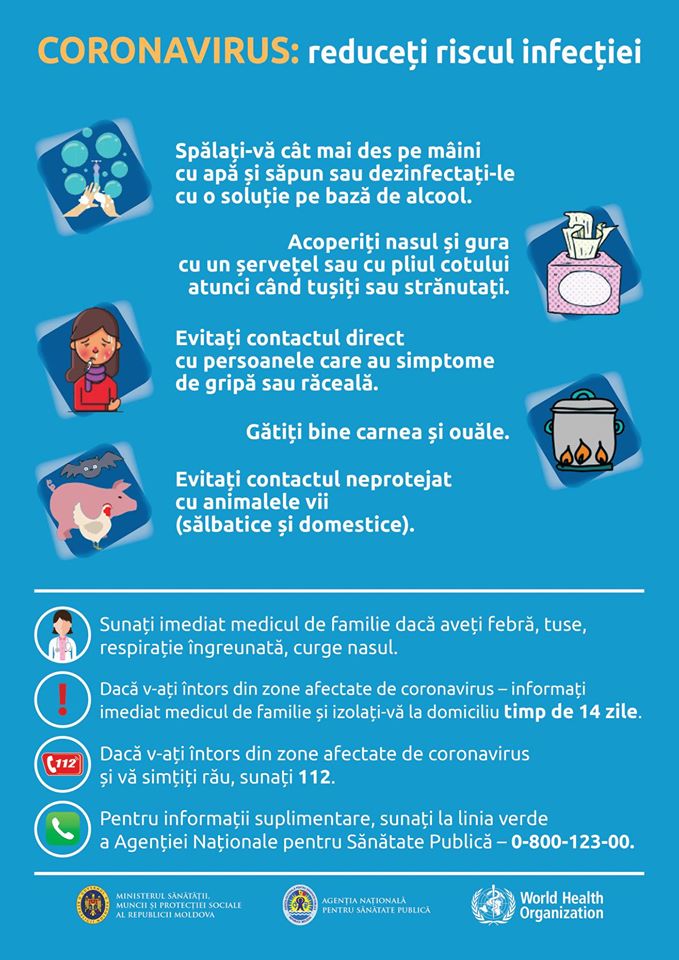 CORONAVIRUS: reduceți riscul infecției
Spălați-vă cât mai des pe mâini
cu apă și săpun sau dezinfectați-le
cu o soluție pe bază de alcool.
Acoperiți nasul și gura
cu un șervețel sau cu pliul cotului
atunci când tușiți sau strănutați.
Evitați contactul direct
cu persoanele care au simptome
de gripă sau răceală.
Gătiți bine carnea și ouăle.
Evitați contactul neprotejat
cu animalele vii
(sălbatice și domestice).
Sunați imediat medicul de familie dacă aveți febră, tuse,
respirație îngreunată, curge nasul.
Dacă v-ați întors din zone afectate de coronavirus – informați
imediat medicul de familie și izolați-vă la domiciliu timp de 14 zile.
112
Dacă v-ați întors din zone afectate de coronavirus
și vă simțiți rău, sunați 112.
Pentru informații suplimentare, sunați la linia verde
a Agenției Naționale pentru Sănătate Publică – 0-800-123-00.
MINISTERUL SĂNĂTĂȚII,
MUNCII ȘI PROTECȚIEI SOCIALE
AL REPUBLICII MOLDOVA
AGENȚIA NAȚIONALĂ
PENTRU SĂNĂTATE PUBLICĂ
World Health
Organization